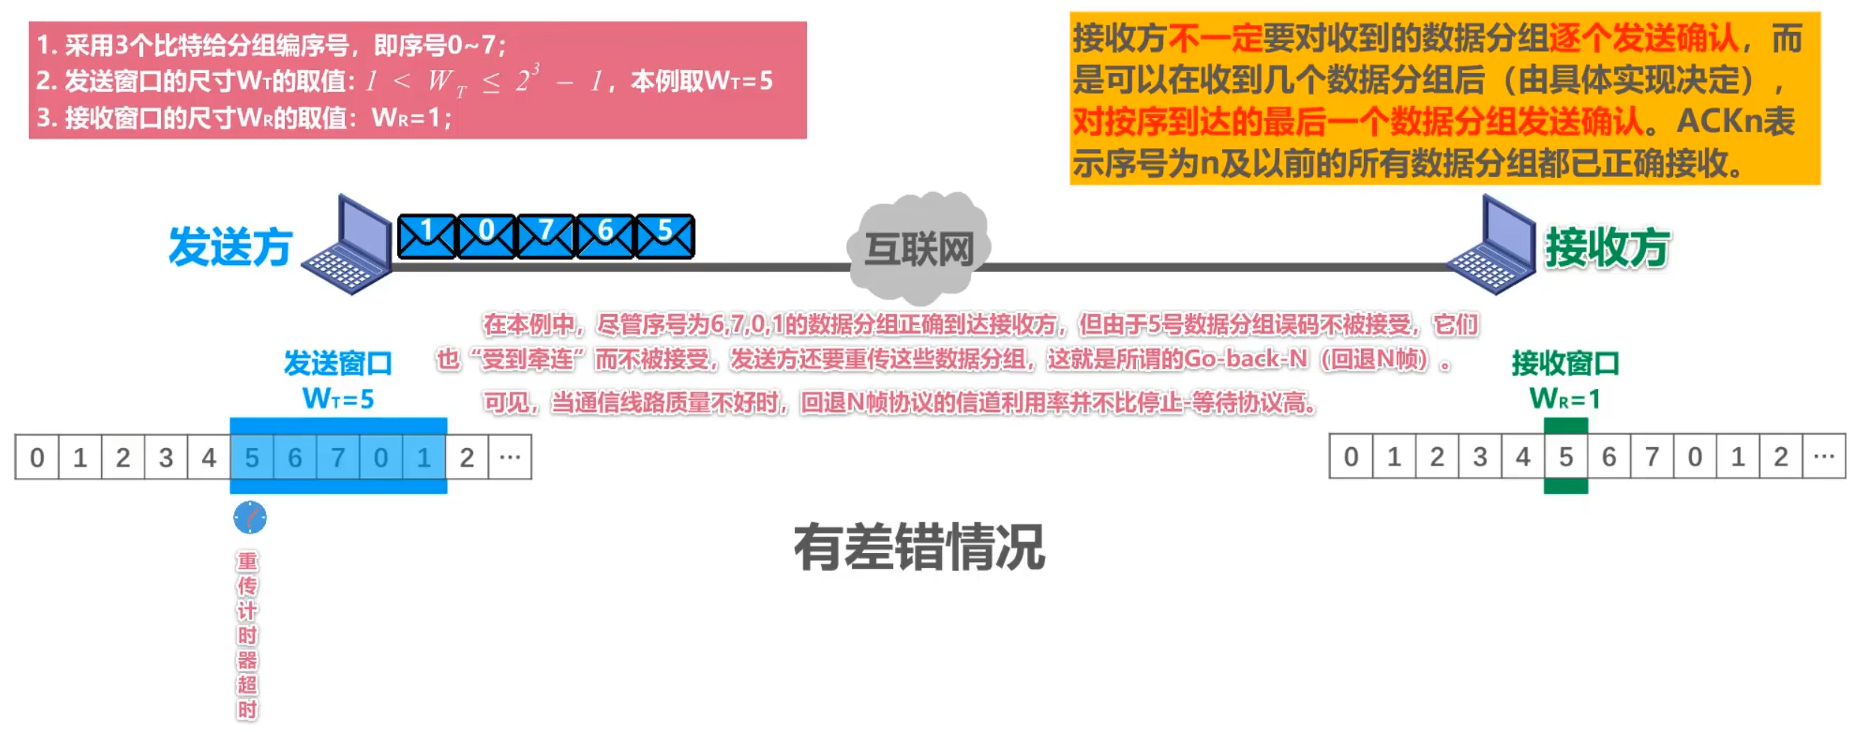 1. 采用3个比特给分组编序号，即序号0~7；
2. 发送窗口的尺寸WT的取值：1 < W_T ≤ 2^3 − 1，本例取WT=5
3. 接收窗口的尺寸WR的取值：WR=1；
接收方不一定要对收到的数据分组逐个发送确认，而
是可以在收到几个数据分组后（由具体实现决定），
对按序到达的最后一个数据分组发送确认。ACKn表
示序号为n及以前的所有数据分组都已正确接收。
发送方
1 0 7 6 5
互联网
接收方
在本例中，尽管序号为6,7,0,1的数据分组正确到达接收方，但由于5号数据分组误码不被接受，它们
也“受到牵连”而不被接受，发送方还要重传这些数据分组，这就是所谓的Go-back-N（回退N帧）。
可见，当通信线路质量不好时，回退N帧协议的信道利用率并不比停止-等待协议高。
发送窗口
WT=5
接收窗口
WR=1
0 1 2 3 4 5 6 7 0 1 2 ···
0 1 2 3 4 5 6 7 0 1 2 ···
重
传
计
时
器
超
时
有差错情况